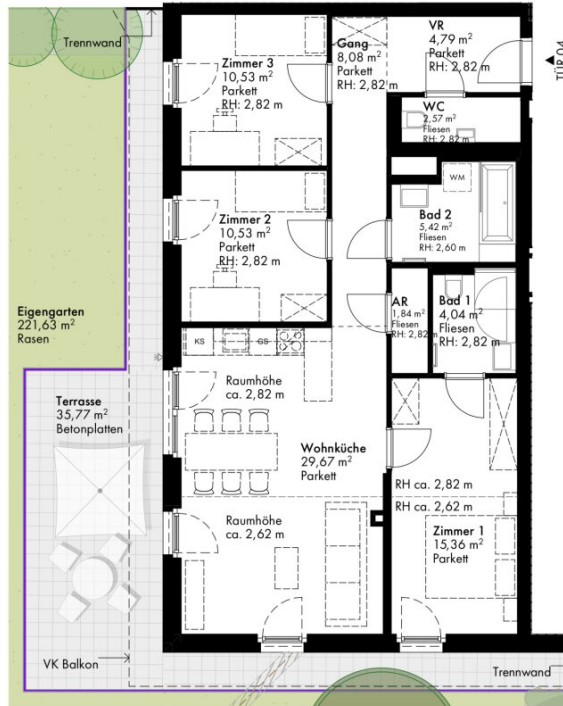 Trennwand
Zimmer 3
10,53 m²
Parkett
RH: 2,82 m
Gang
8,08 m²
Parkett
RH: 2,82 m
VR
4,79 m²
Parkett
RH: 2,82 m
TÜR 04
WC
2,57 m²
Fliesen
RH: 2,82 m
WM
Zimmer 2
10,53 m²
Parkett
RH: 2,82 m
Bad 2
5,42 m²
Fliesen
RH: 2,60 m
Eigengarten
221,63 m²
Rasen
AR
1,84 m²
Fliesen
RH: 2,82 m
Bad 1
4,04 m²
Fliesen
RH: 2,82 m
KS
GS
Raumhöhe
ca. 2,82 m
Terrasse
35,77 m²
Betonplatten
Wohnküche
29,67 m²
Parkett
RH ca. 2,82 m
RH ca. 2,62 m
Raumhöhe
ca. 2,62 m
Zimmer 1
15,36 m²
Parkett
VK Balkon
Trennwand